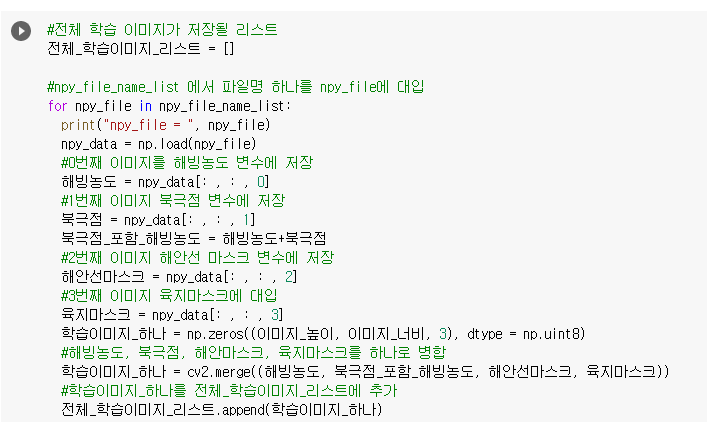 #전체 학습 이미지가 저장될 리스트
전체_학습이미지_리스트 = []
#npy_file_name_list 에서 파일명 하나를 npy_file에 대입
for npy_file in npy_file_name_list:
print("npy_file = ", npy_file)
npy_data = np.load(npy_file)
#0번째 이미지를 해빙농도 변수에 저장
해빙농도 = npy_data[: , : , 0]
#1번째 이미지 북극점 변수에 저장
북극점 = npy_data[: , : , 1]
북극점_포함_해빙농도 = 해빙농도+북극점
#2번째 이미지 해안선 마스크 변수에 저장
해안선마스크 = npy_data[: , : , 2]
#3번째 이미지 육지마스크에 대입
육지마스크 = npy_data[: , : , 3]
학습이미지_하나 = np.zeros((이미지_높이, 이미지_너비, 3), dtype = np.uint8)
#해빙농도, 북극점, 해안마스크, 육지마스크를 하나로 병합
학습이미지_하나 = cv2.merge((해빙농도, 북극점_포함_해빙농도, 해안선마스크, 육지마스크))
#학습이미지_하나를 전체_학습이미지_리스트에 추가
전체_학습이미지_리스트.append(학습이미지_하나)